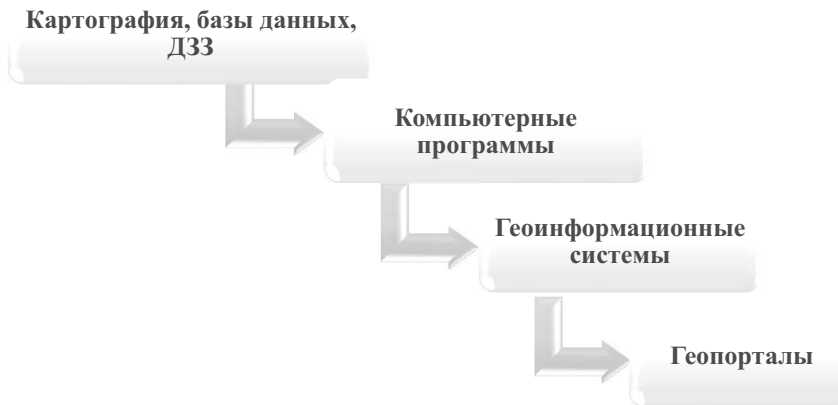 Картография, базы данных,
ДЗЗ
Компьютерные
программы
Геоинформационные
системы
Геопорталы